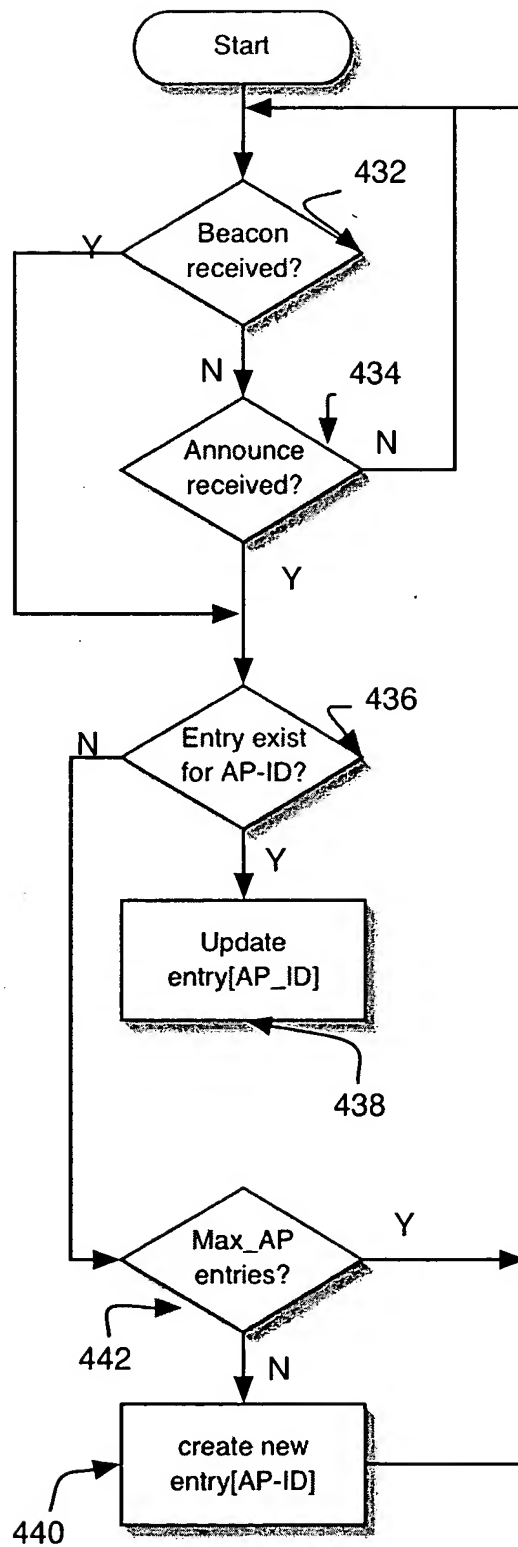 Start
432
Beacon
received?
Y
N
434
Announce
received?
N
Y
436
Entry exist
for AP-ID?
N
Y
Update
entry[AP_ID]
438
Max_AP
entries?
Y
442
N
create new
entry[AP-ID]
440